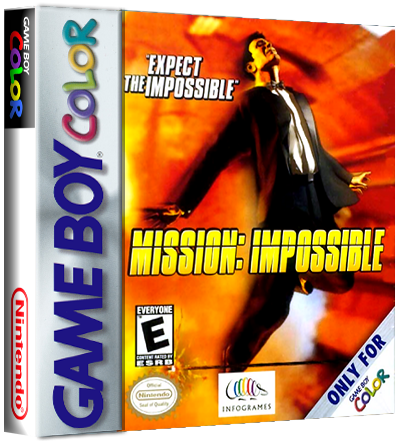 GAME BOY
COLOR
Nintendo
GAME BOY COLOR
"EXPECT
THE IMPOSSIBLE"
MISSION: IMPOSSIBLE
EVERYONE
E
CONTENT RATED BY
ESRB
Official
Nintendo
Seal of Quality
INFOGRAMES
ONLY FOR
GAME BOY
COLOR